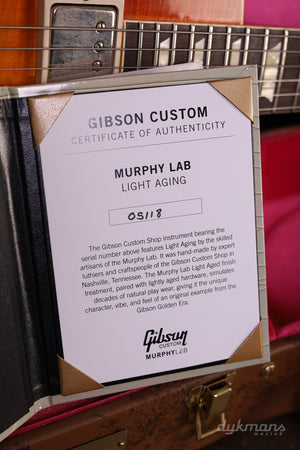 GIBSON CUSTOM
CERTIFICATE OF AUTHENTICITY
MURPHY LAB
LIGHT AGING
05118
The Gibson Custom Shop instrument bearing the
serial number above features Light Aging by the skilled
artisans of the Murphy Lab. It was hand-made by expert
luthiers and craftspeople of the Gibson Custom Shop in
Nashville, Tennessee. The Murphy Lab Light Aged finish
treatment, paired with lightly aged hardware, simulates
decades of natural play wear, giving it the unique
character, vibe, and feel of an original example from the
Gibson Golden Era.
Gibson
CUSTOM
MURPHY LAB
dykmans
muziek